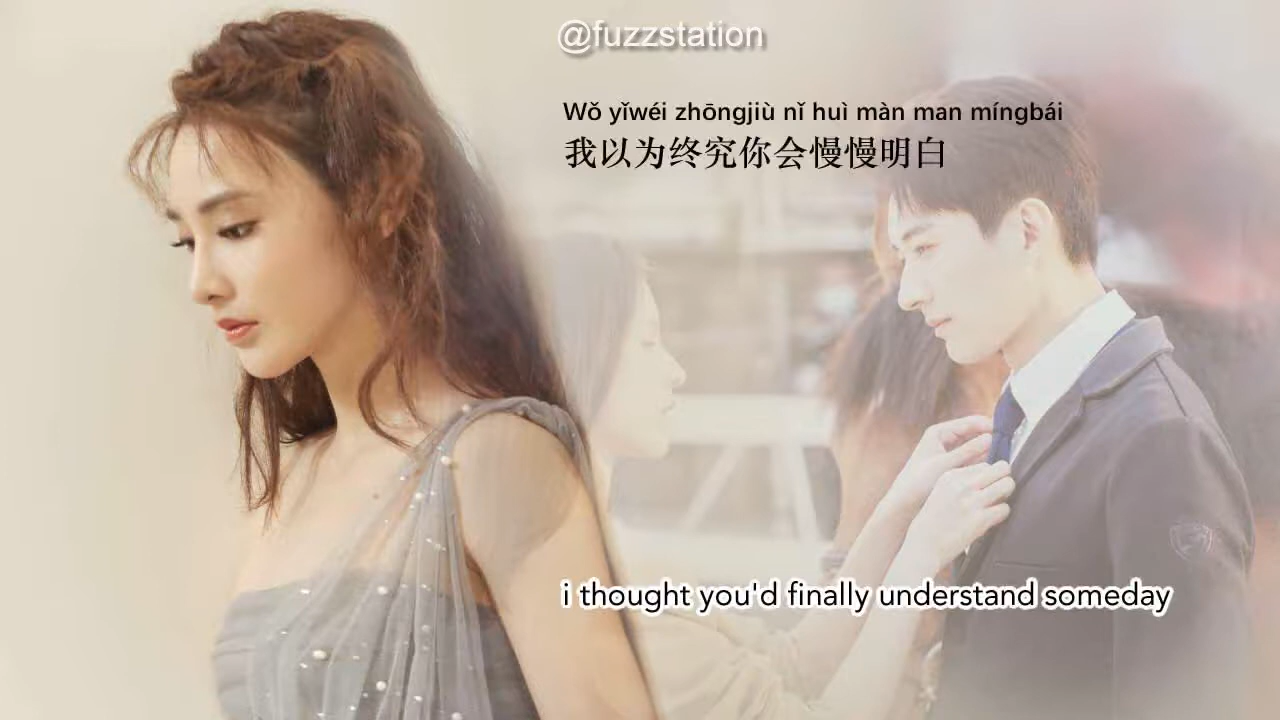 @fuzzstation
Wǒ yǐwéi zhōngjiù nǐ huì màn man míngbái
我以为终究你会慢慢明白
i thought you'd finally understand someday